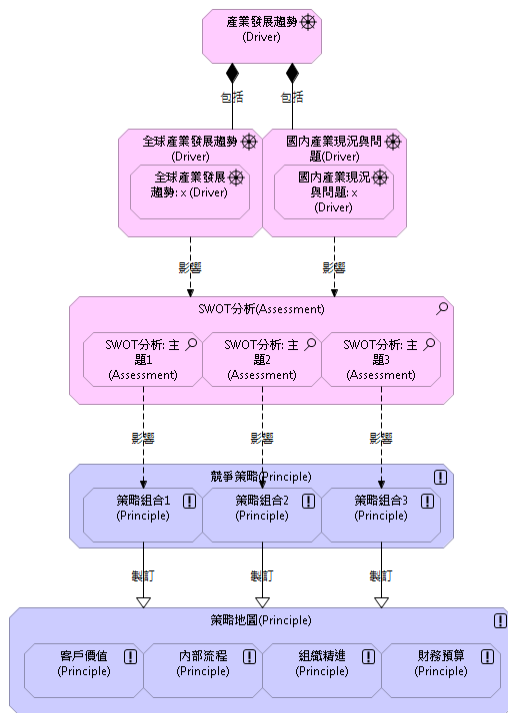 產業發展趨勢
(Driver)
包括
包括
全球產業發展趨勢
(Driver)
全球產業發展
趨勢: x (Driver)
國內產業現況與問
題(Driver)
國內產業現況
與問題: x
(Driver)
影響
影響
SWOT分析(Assessment)
SWOT分析: 主
題1
(Assessment)
SWOT分析: 主
題2
(Assessment)
SWOT分析: 主
題3
(Assessment)
影響
影響
影響
競爭策略(Principle)
策略組合1
(Principle)
策略組合2
(Principle)
策略組合3
(Principle)
製訂
製訂
製訂
策略地圖(Principle)
客戶價值
(Principle)
內部流程
(Principle)
組織精進
(Principle)
財務預算
(Principle)